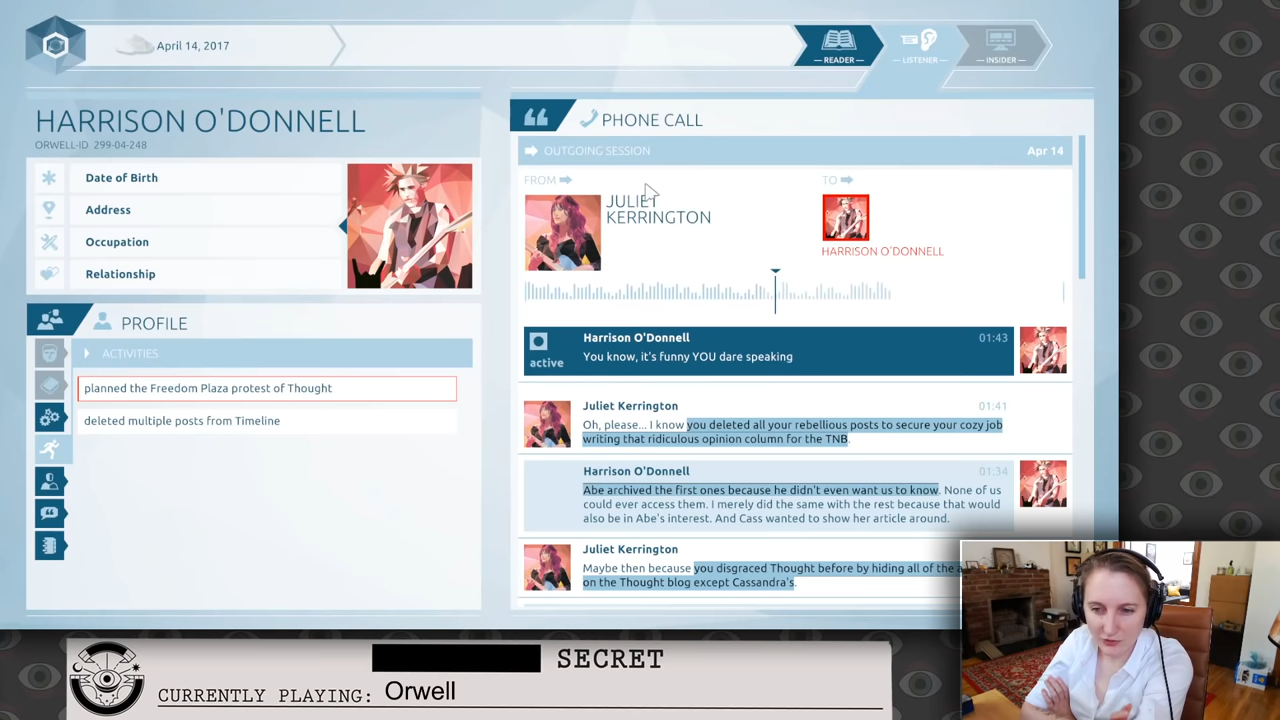 April 14, 2017
READER
LISTENER
INSIDER
HARRISON O'DONNELL
ORWELL-ID 299-04-248
Date of Birth
Address
Occupation
Relationship
PROFILE
ACTIVITIES
planned the Freedom Plaza protest of Thought
deleted multiple posts from Timeline
PHONE CALL
OUTGOING SESSION
Apr 14
FROM
TO
JULIET
KERRINGTON
HARRISON O'DONNELL
active
Harrison O'Donnell
01:43
You know, it's funny YOU dare speaking
Juliet Kerrington
01:41
Oh, please... I know you deleted all your rebellious posts to secure your cozy job
writing that ridiculous opinion column for the TNB.
Harrison O'Donnell
01:34
Abe archived the first ones because he didn't even want us to know. None of us
could ever access them. I merely did the same with the rest because that would
also be in Abe's interest. And Cass wanted to show her article around.
Juliet Kerrington
Maybe then because you disgraced Thought before by hiding all of the
on the Thought blog except Cassandra's.
SECRET
CURRENTLY PLAYING: Orwell